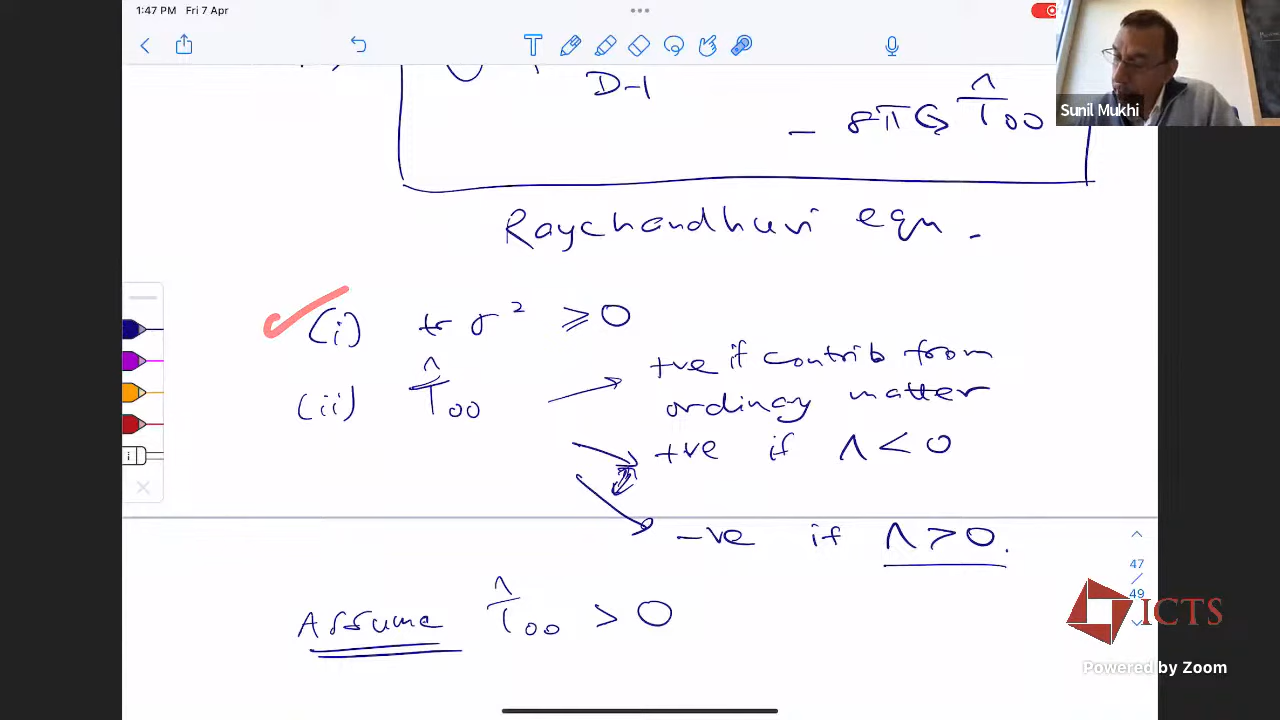 1:47 PM Fri 7 Apr
D-1
- 8πG T̂₀₀
Sunil Mukhi
Raychaudhuri eqn.
(i) tr σ² ⩾ 0
(ii) T̂₀₀
+ve if contrib from
ordinary matter
+ve if Λ < 0
-ve if Λ > 0.
47
/
49
Assume T̂₀₀ > 0
ICTS
Powered by Zoom